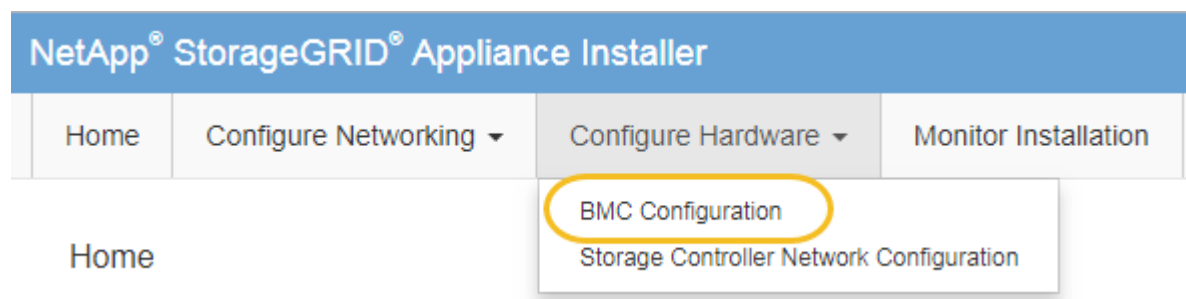 NetApp® StorageGRID® Appliance Installer
Home Configure Networking Configure Hardware Monitor Installation
BMC Configuration
Home
Storage Controller Network Configuration